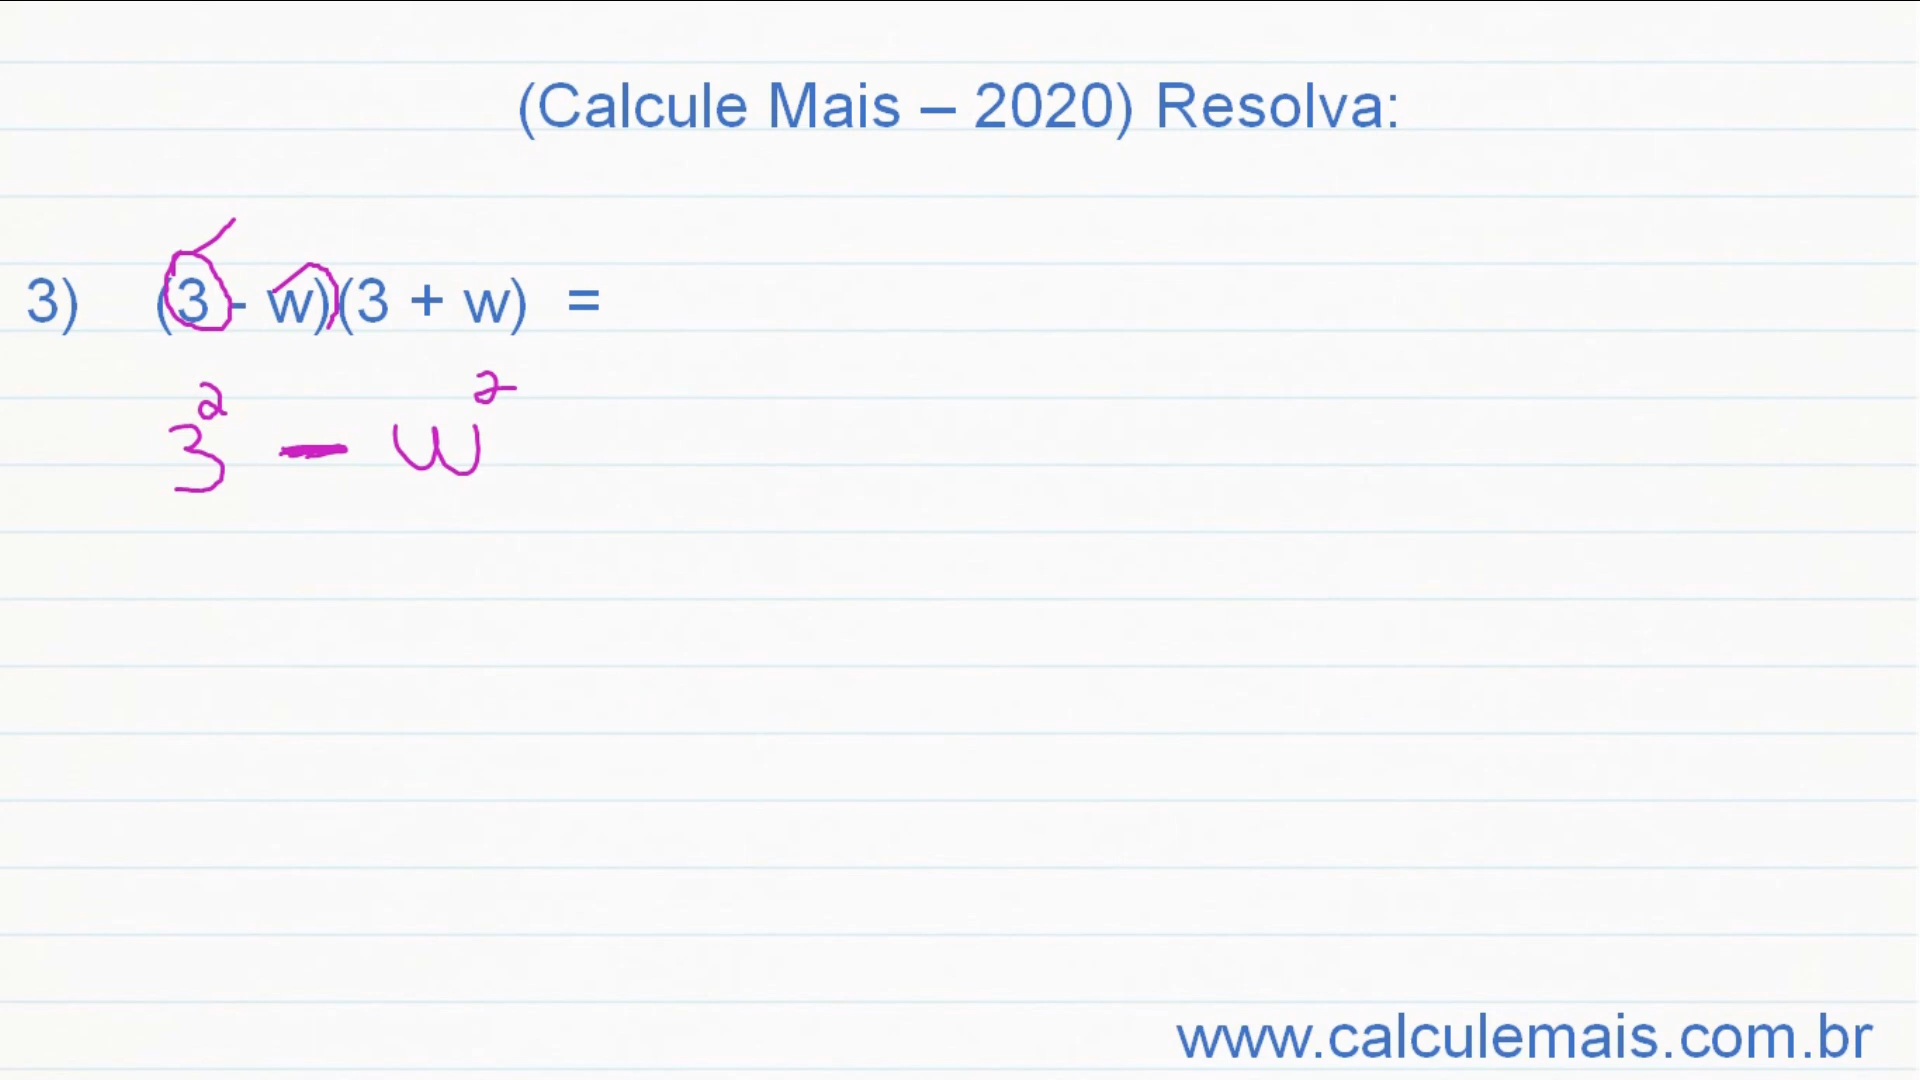 (Calcule Mais – 2020) Resolva:
3) (3 - w)(3 + w) =
3² - w²
www.calculemais.com.br